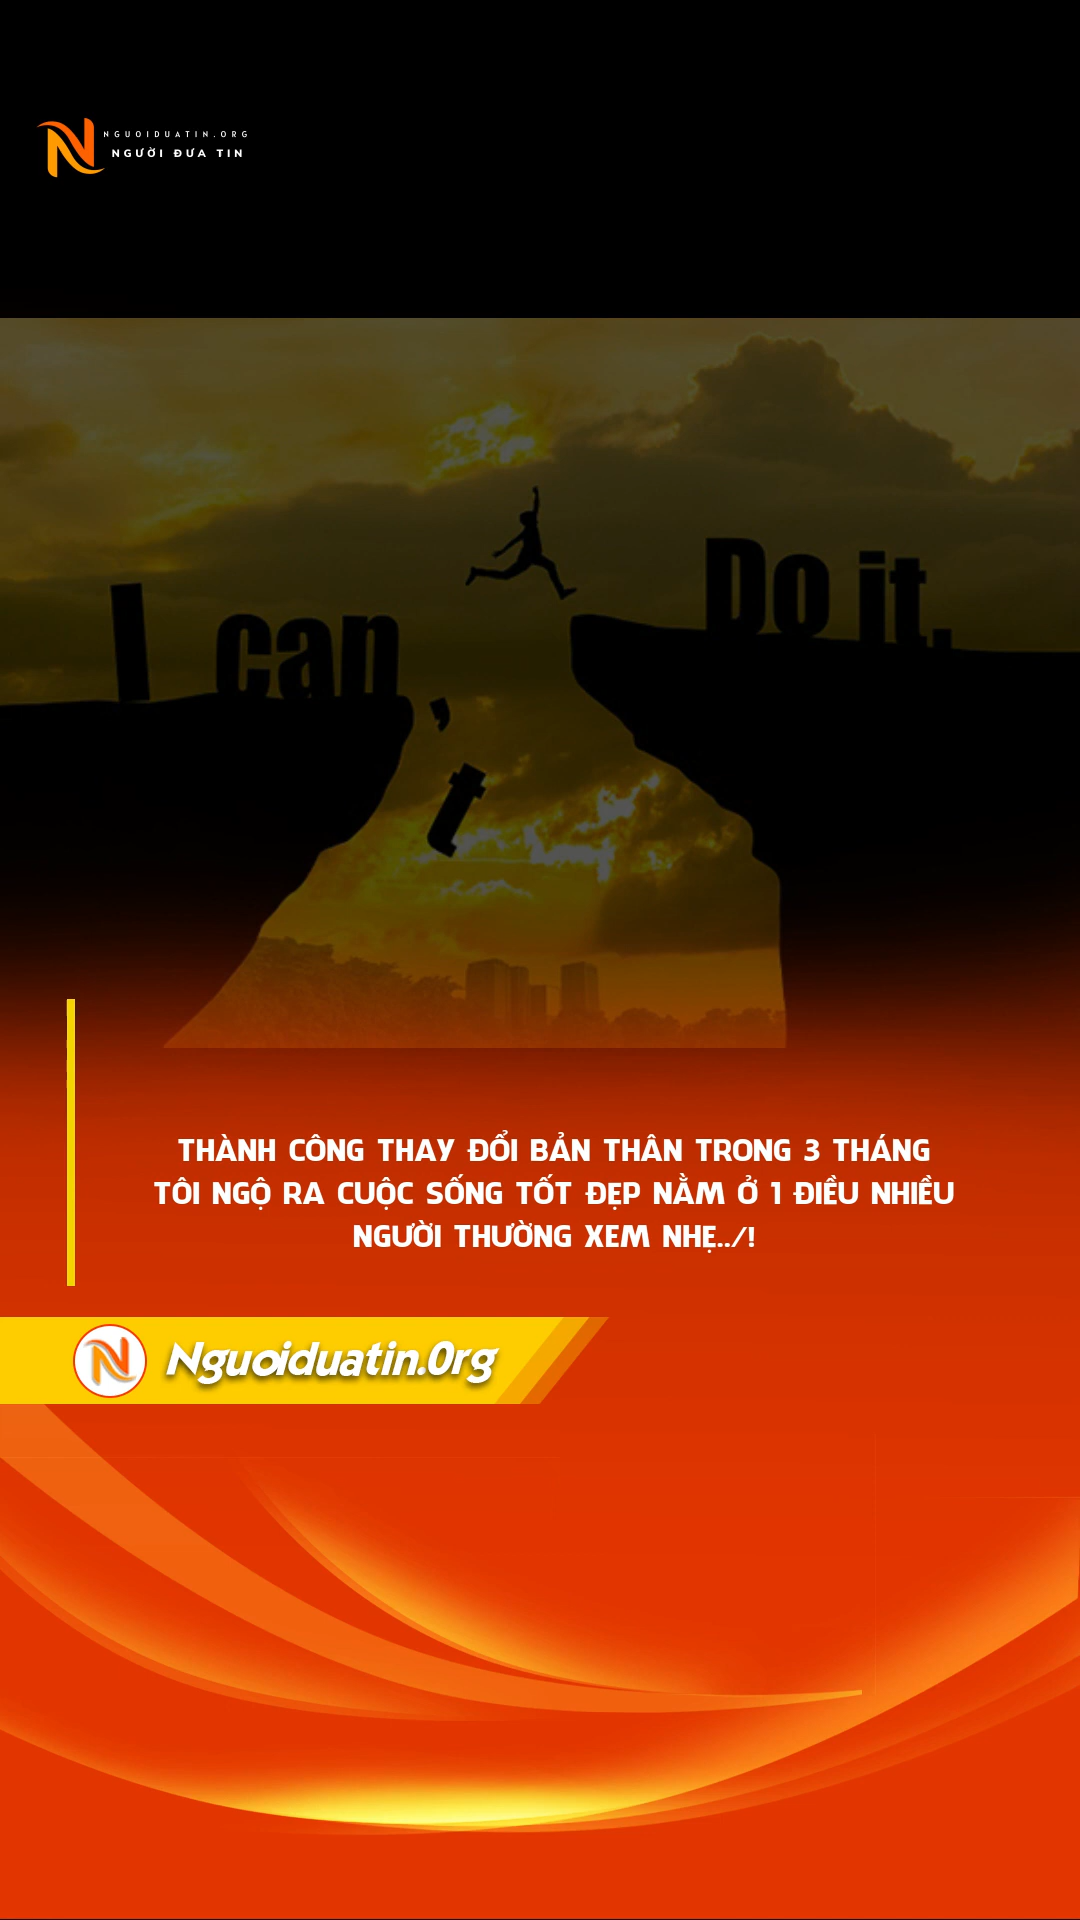 NGUOIDUATIN.ORG
NGƯỜI ĐƯA TIN
I can
't
Do it.
THÀNH CÔNG THAY ĐỔI BẢN THÂN TRONG 3 THÁNG
TÔI NGỘ RA CUỘC SỐNG TỐT ĐẸP NẰM Ở 1 ĐIỀU NHIỀU
NGƯỜI THƯỜNG XEM NHẸ../!
N Nguoiduatin.Org